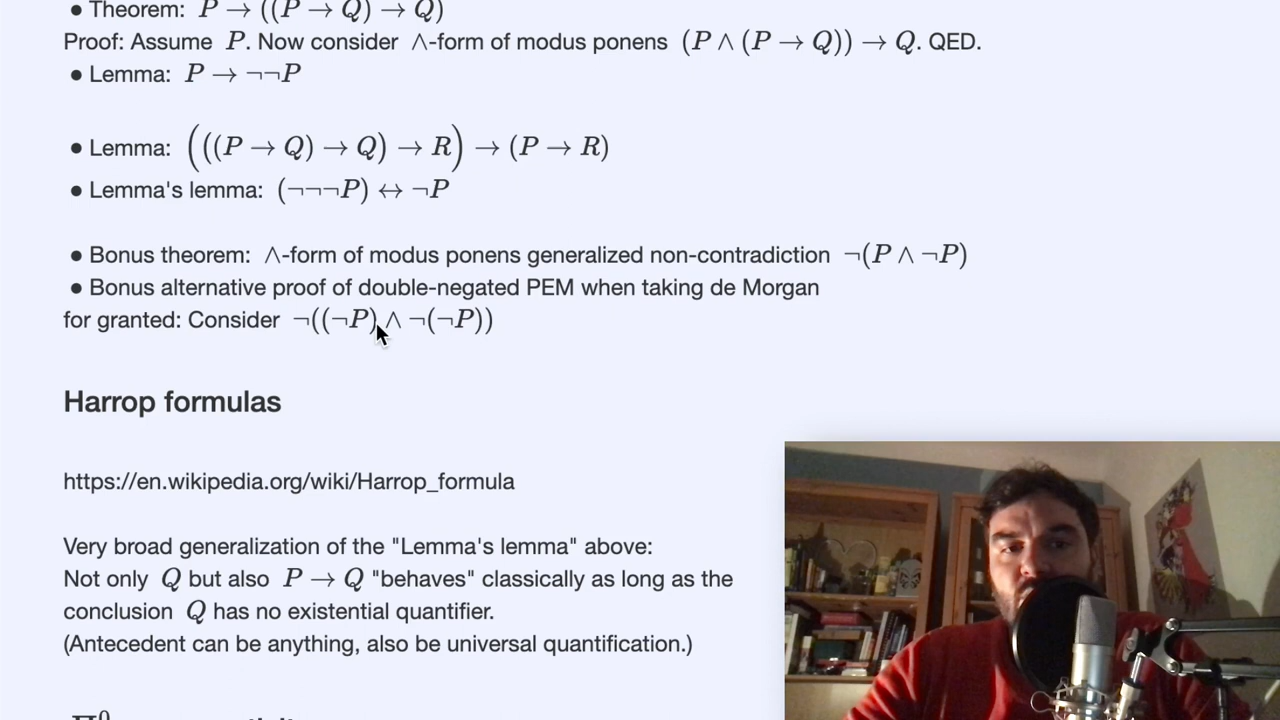 • Theorem: P → ((P → Q) → Q)
Proof: Assume P. Now consider ∧-form of modus ponens (P ∧ (P → Q)) → Q. QED.
• Lemma: P → ¬¬P
• Lemma: (((P → Q) → Q) → R) → (P → R)
• Lemma's lemma: (¬¬¬P) ↔ ¬P
• Bonus theorem: ∧-form of modus ponens generalized non-contradiction ¬(P ∧ ¬P)
• Bonus alternative proof of double-negated PEM when taking de Morgan
for granted: Consider ¬((¬P) ∧ ¬(¬P))
Harrop formulas
https://en.wikipedia.org/wiki/Harrop_formula
Very broad generalization of the "Lemma's lemma" above:
Not only Q but also P → Q "behaves" classically as long as the
conclusion Q has no existential quantifier.
(Antecedent can be anything, also be universal quantification.)